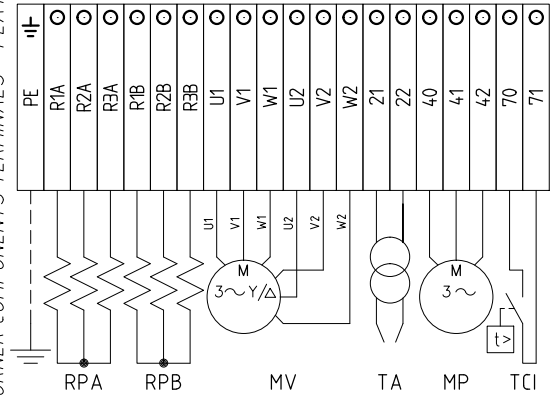 PE R1A R2A R3A R1B R2B R3B U1 V1 W1 U2 V2 W2 21 22 40 41 42 70 71
U1 V1 W1 U2 V2 W2
M
3~ Y/△
M
3~
t>
RPA RPB MV TA MP TCI